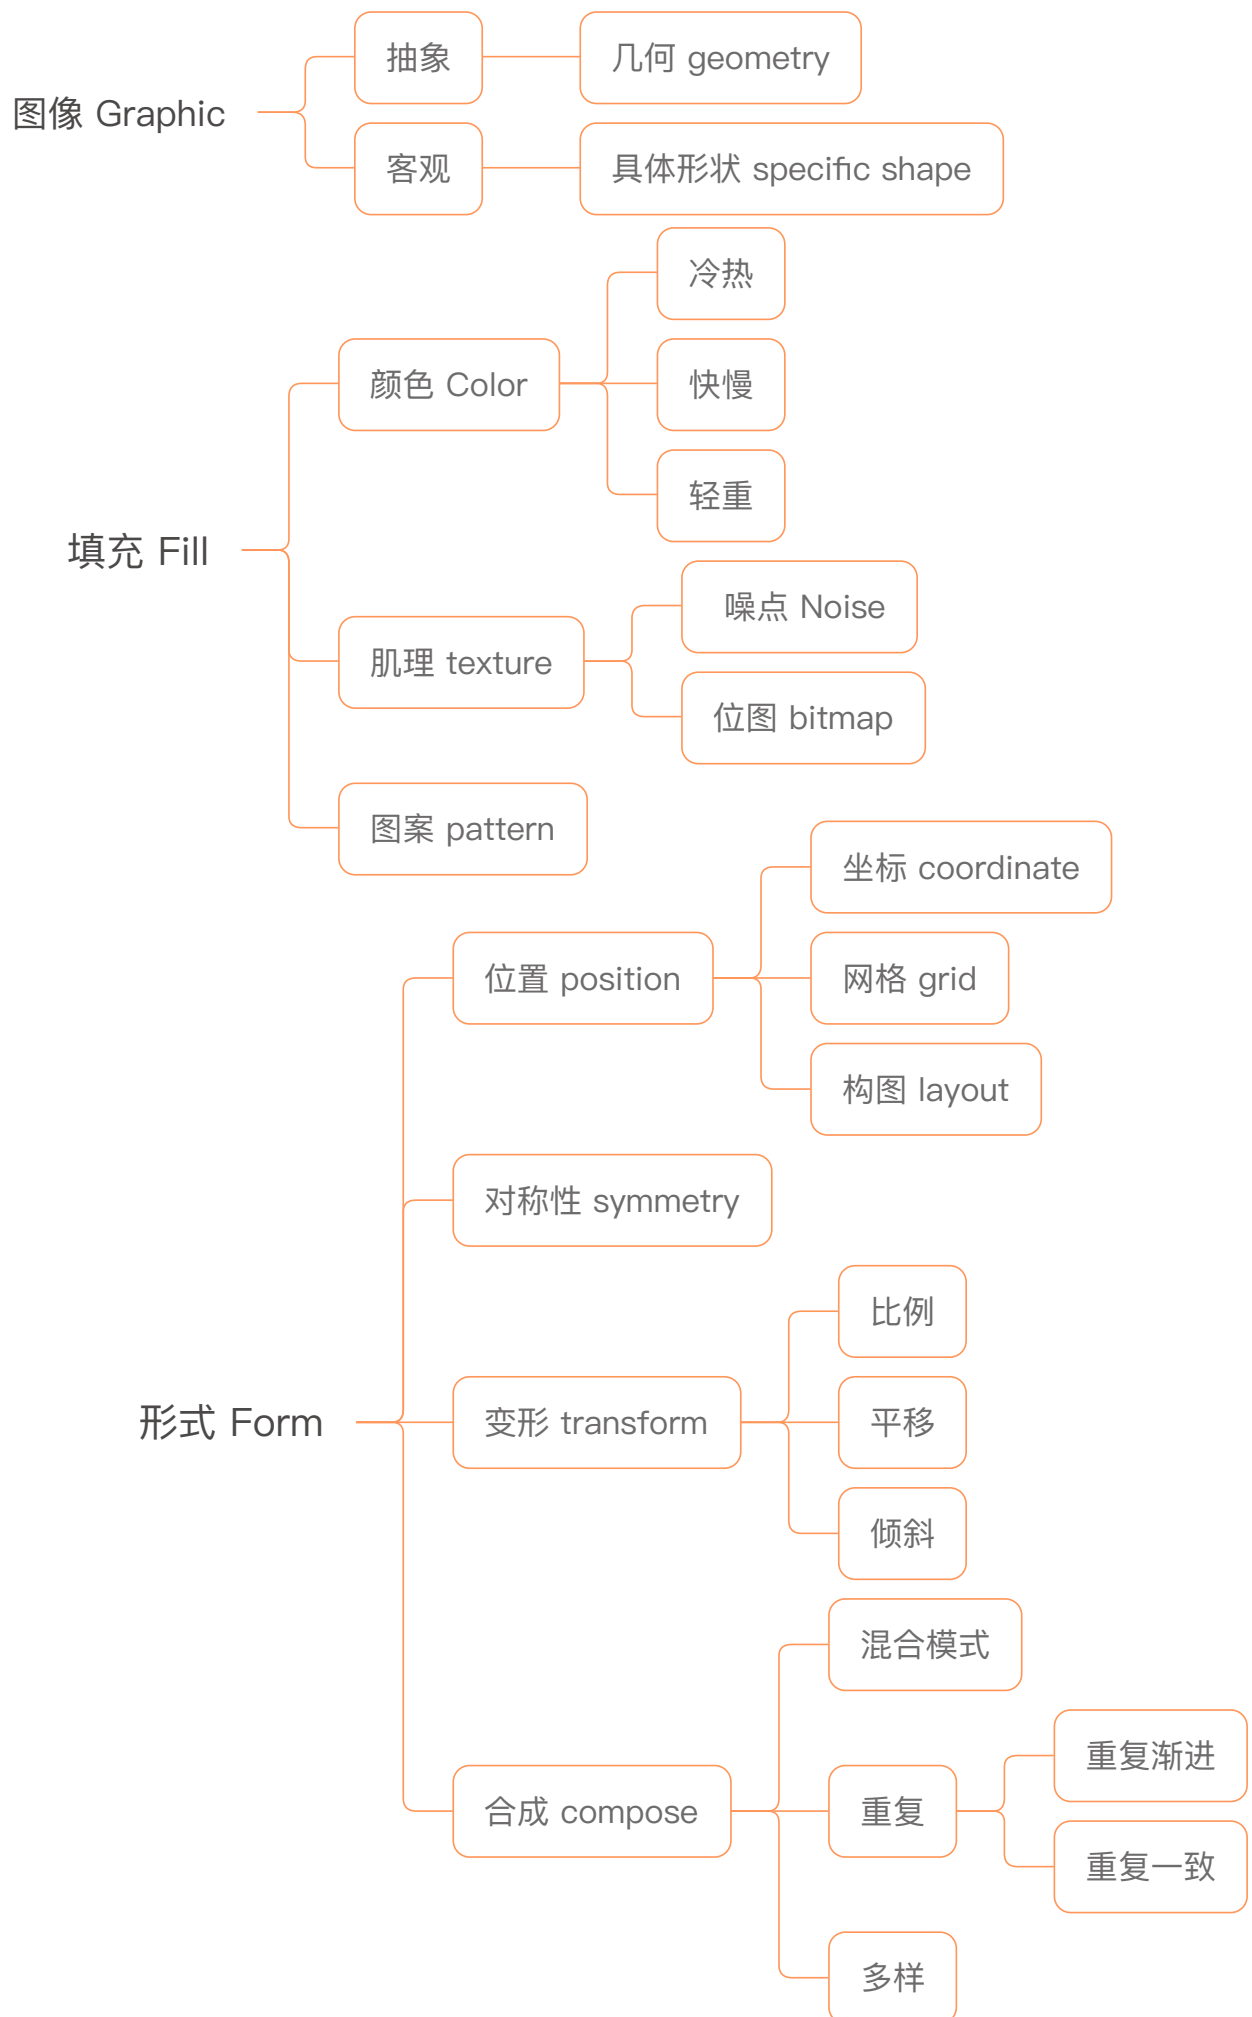 图像 Graphic
抽象
几何 geometry
客观
具体形状 specific shape
填充 Fill
颜色 Color
冷热
快慢
轻重
肌理 texture
噪点 Noise
位图 bitmap
图案 pattern
形式 Form
位置 position
坐标 coordinate
网格 grid
构图 layout
对称性 symmetry
变形 transform
比例
平移
倾斜
合成 compose
混合模式
重复
重复渐进
重复一致
多样